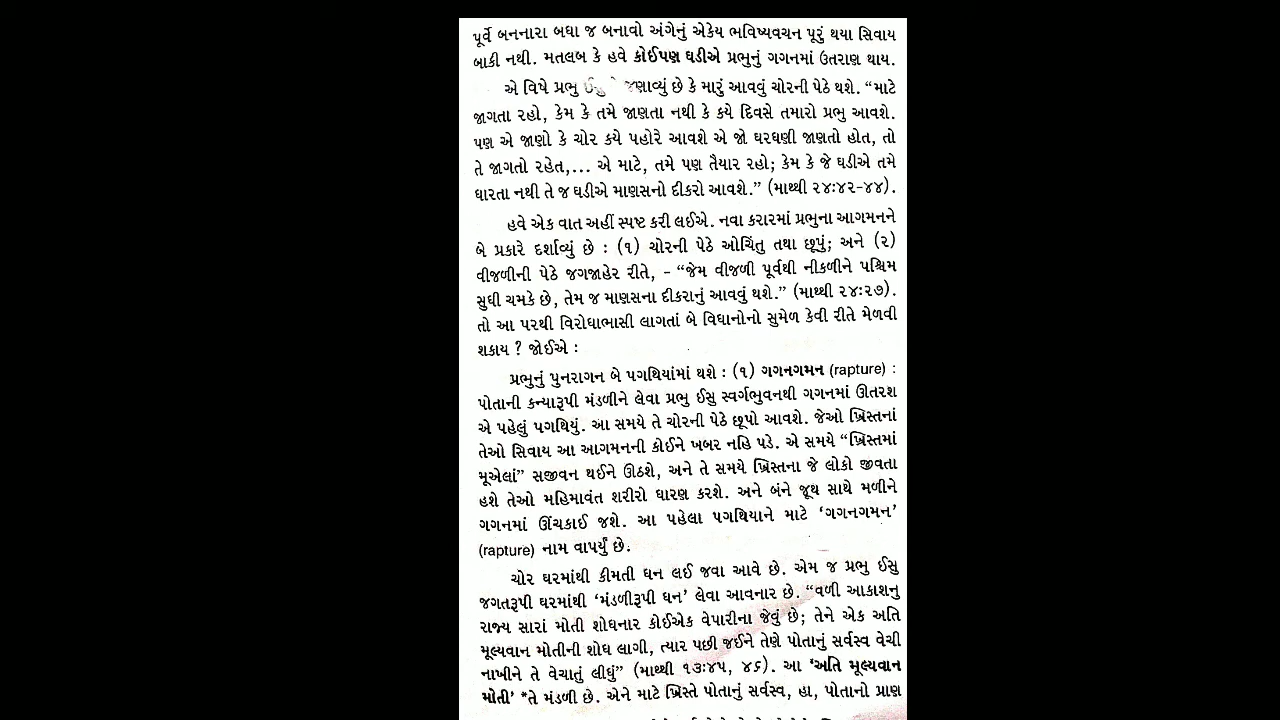 પૂર્વે બનનારા બધા જ બનાવો અંગેનું એકેય ભવિષ્યવચન પૂરું થયા સિવાય
બાકી નથી. મતલબ કે હવે કોઈપણ ઘડીએ પ્રભુનું ગગનમાં ઉતરાણ થાય.
એ વિષે પ્રભુ જણાવ્યું છે કે મારું આવવું ચોરની પેઠે થશે. “માટે
જાગતા રહો, કેમ કે તમે જાણતા નથી કે કયે દિવસે તમારો પ્રભુ આવશે.
પણ એ જાણો કે ચોર કયે પહોરે આવશે એ જો ઘરધણી જાણતો હોત, તો
તે જાગતો રહેત,... એ માટે, તમે પણ તૈયાર રહો; કેમ કે જે ઘડીએ તમે
ધારતા નથી તે જ ઘડીએ માણસનો દીકરો આવશે.” (માથ્થી ૨૪:૪૨-૪૪).
હવે એક વાત અહીં સ્પષ્ટ કરી લઈએ. નવા કરારમાં પ્રભુના આગમનને
બે પ્રકારે દર્શાવ્યું છે : (૧) ચોરની પેઠે ઓચિંતુ તથા છૂપું; અને (૨)
વીજળીની પેઠે જગજાહેર રીતે, - “જેમ વીજળી પૂર્વથી નીકળીને પશ્ચિમ
સુધી ચમકે છે, તેમ જ માણસના દીકરાનું આવવું થશે.” (માથ્થી ૨૪:૨૭).
તો આ પરથી વિરોધાભાસી લાગતાં બે વિધાનોનો સુમેળ કેવી રીતે મેળવી
શકાય ? જોઈએ :
પ્રભુનું પુનરાગન બે પગથિયાંમાં થશે : (૧) ગગનગમન (rapture) :
પોતાની કન્યારૂપી મંડળીને લેવા પ્રભુ ઈસુ સ્વર્ગભુવનથી ગગનમાં ઊતરશ
એ પહેલું પગથિયું. આ સમયે તે ચોરની પેઠે છૂપો આવશે. જેઓ ખ્રિસ્તનાં
તેઓ સિવાય આ આગમનની કોઈને ખબર નહિ પડે. એ સમયે “ખ્રિસ્તમાં
મૂએલાં” સજીવન થઈને ઊઠશે, અને તે સમયે ખ્રિસ્તના જે લોકો જીવતા
હશે તેઓ મહિમાવંત શરીરો ધારણ કરશે. અને બંને જૂથ સાથે મળીને
ગગનમાં ઊંચકાઈ જશે. આ પહેલા પગથિયાને માટે ‘ગગનગમન’
(rapture) નામ વાપર્યું છે.
ચોર ઘરમાંથી કીમતી ધન લઈ જવા આવે છે. એમ જ પ્રભુ ઈસુ
જગતરૂપી ઘરમાંથી ‘મંડળીરૂપી ધન’ લેવા આવનાર છે. “વળી આકાશનુ
રાજ્ય સારાં મોતી શોધનાર કોઈએક વેપારીના જેવું છે; તેને એક અતિ
મૂલ્યવાન મોતીની શોધ લાગી, ત્યાર પછી જઈને તેણે પોતાનું સર્વસ્વ વેચી
નાખીને તે વેચાતું લીધું” (માથ્થી ૧૩:૪૫, ૪૬). આ ‘અતિ મૂલ્યવાન
મોતી’ *તે મંડળી છે. એને માટે ખ્રિસ્તે પોતાનું સર્વસ્વ, હા, પોતાનો પ્રાણ